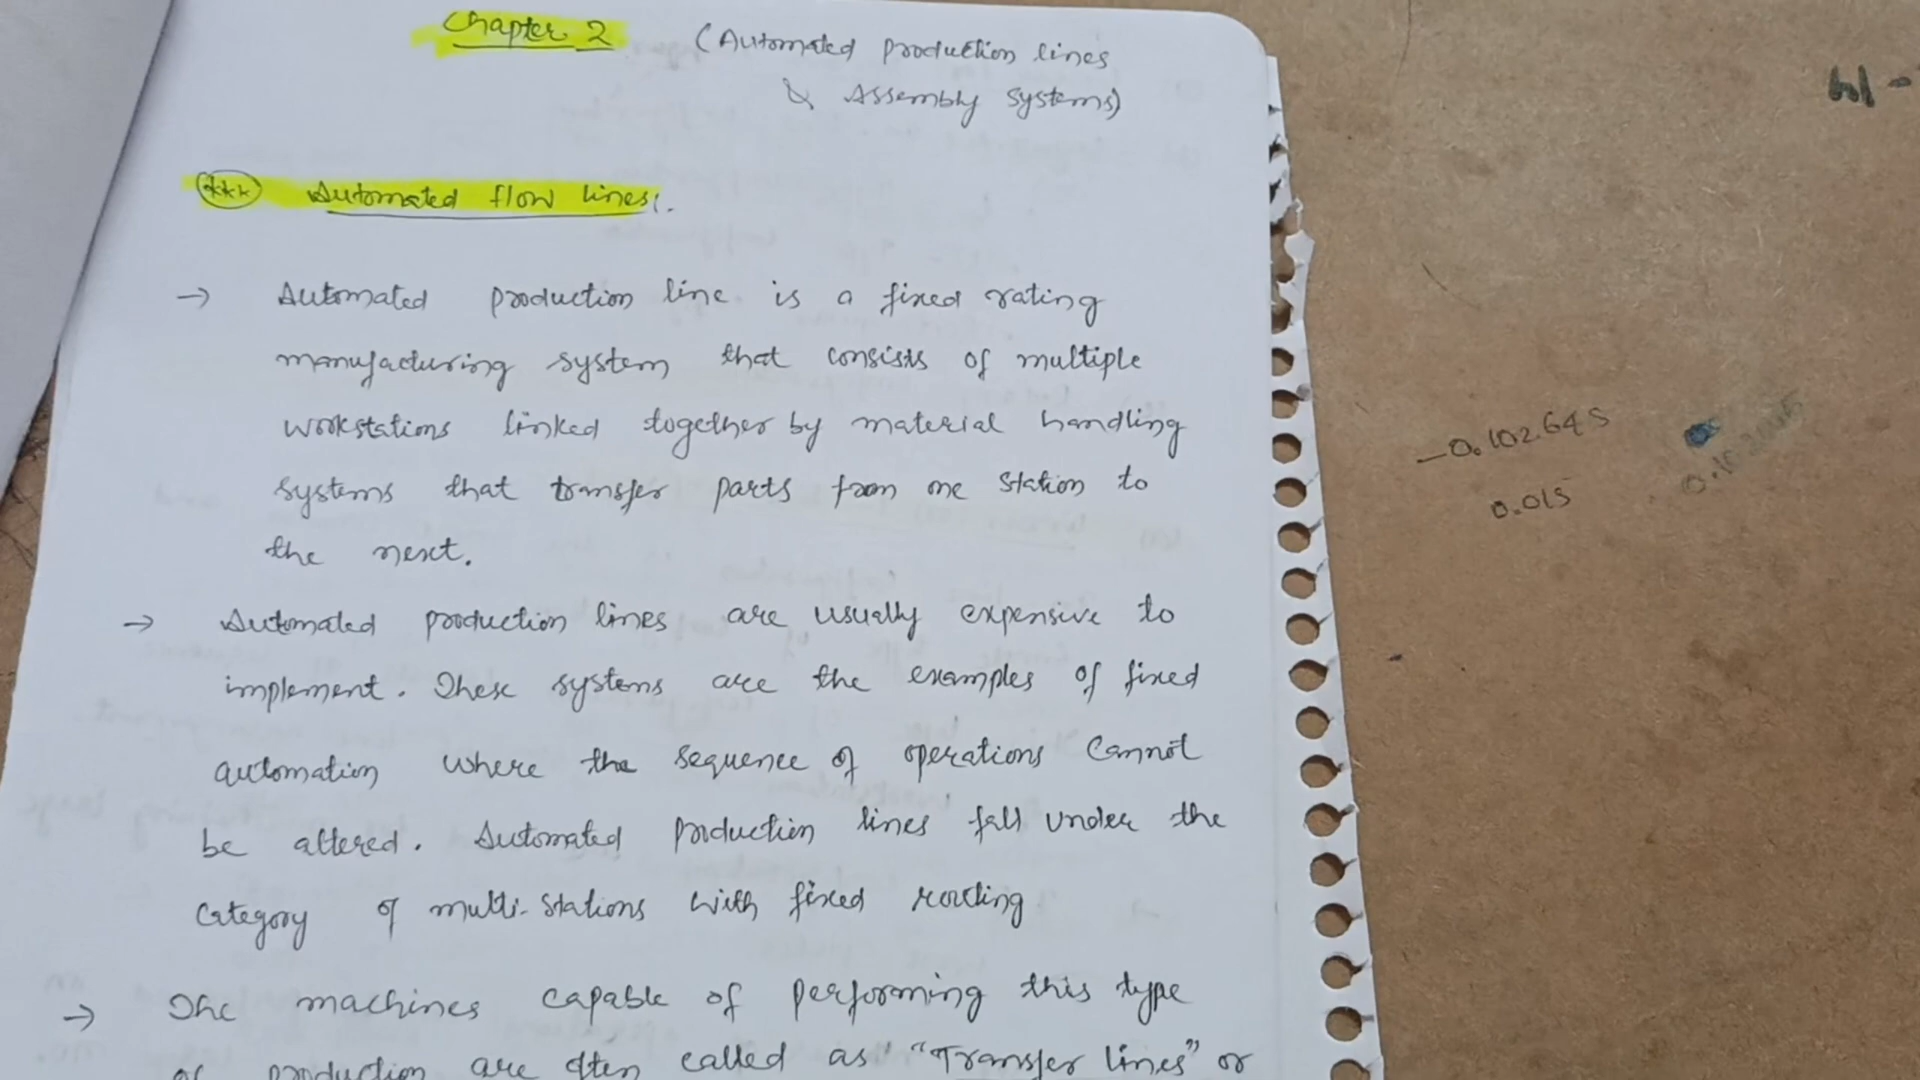 Chapter 2 (Automated production lines
& Assembly systems)
*** Automated flow lines:.
→ Automated production line is a fixed rating
manufacturing system that consists of multiple
workstations linked together by material handling
systems that transfer parts from one station to
the next.
→ Automated production lines are usually expensive to
implement. These systems are the examples of fixed
automation where the sequence of operations cannot
be altered. Automated production lines fall under the
category of multi-stations with fixed routing
→ The machines capable of performing this type
of production are often called as "Transfer lines" or
-0.102645
0.015